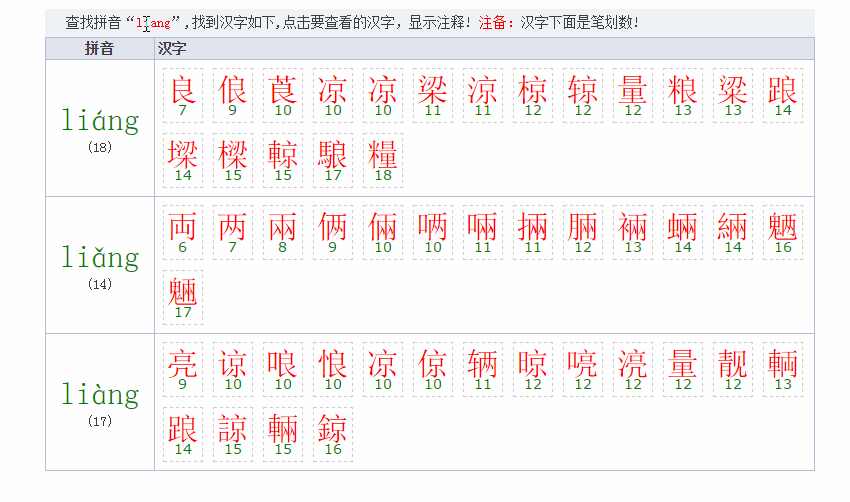 查找拼音“liang”,找到汉字如下,点击要查看的汉字，显示注释! 注备: 汉字下面是笔划数!
拼音 汉字
liáng
(18)
良 俍 莨 凉 凉 梁 涼 椋 辌 量 粮 粱 踉
7 9 10 10 10 11 11 12 12 12 13 13 14
墚 樑 輬 駺 糧
14 15 15 17 18
liǎng
(14)
両 两 兩 俩 倆 唡 啢 掚 脼 裲 蜽 緉 魉
6 7 8 9 10 10 11 11 12 13 14 14 16
魎
17
liàng
(17)
亮 谅 哴 悢 凉 倞 辆 晾 喨 湸 量 靓 輌
9 10 10 10 10 10 11 12 12 12 12 12 13
踉 諒 輛 鍄
14 15 15 16